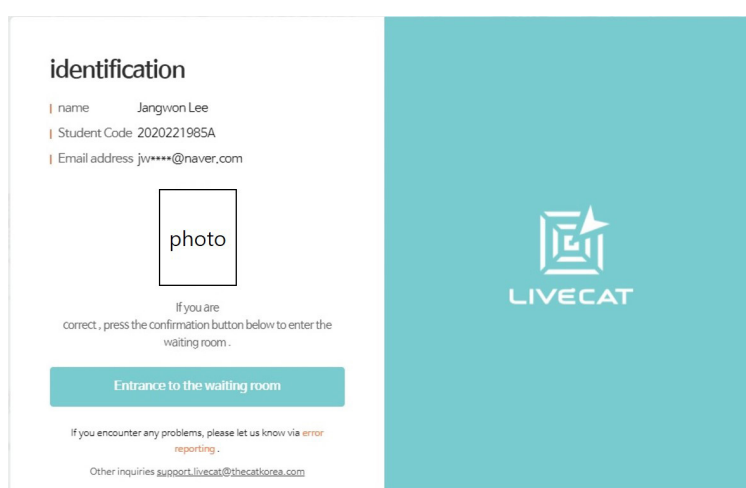 identification
name Jangwon Lee
Student Code 2020221985A
Email address jw****@naver.com
photo
If you are
correct , press the confirmation button below to enter the
waiting room .
Entrance to the waiting room
If you encounter any problems, please let us know via error
reporting .
Other inquiries support.livecat@thecatkorea.com
LIVECAT